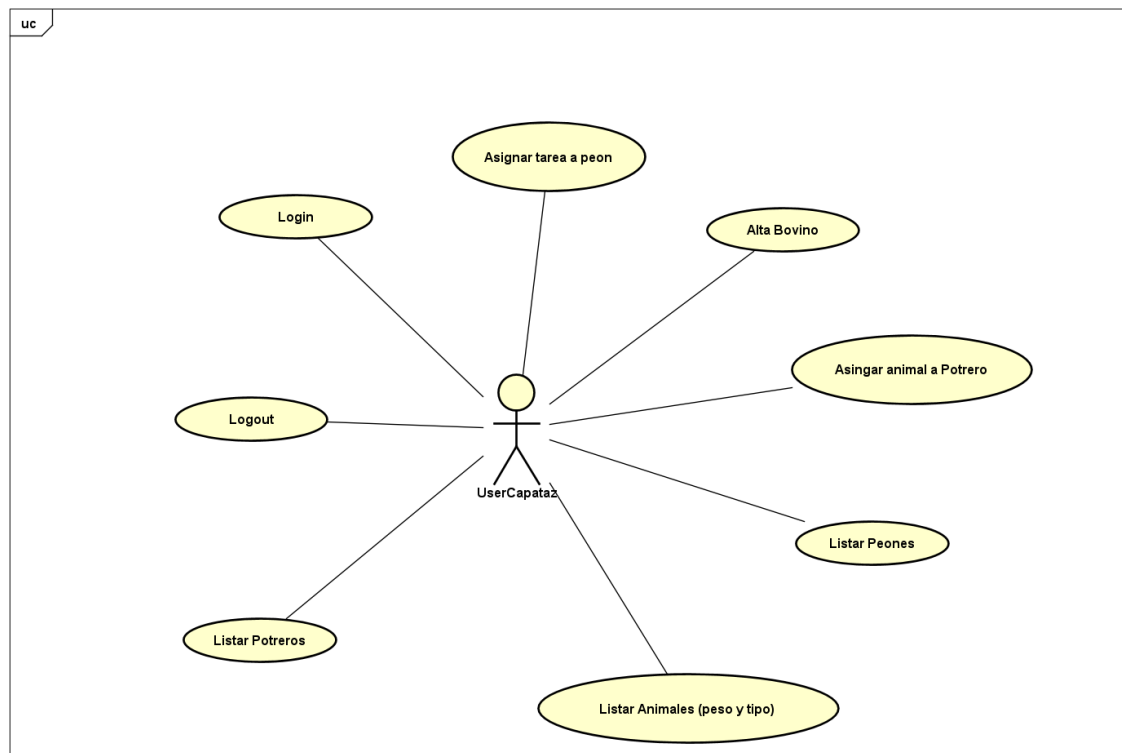 uc
Asignar tarea a peon
Login
Alta Bovino
Asingar animal a Potrero
Logout
UserCapataz
Listar Peones
Listar Potreros
Listar Animales (peso y tipo)